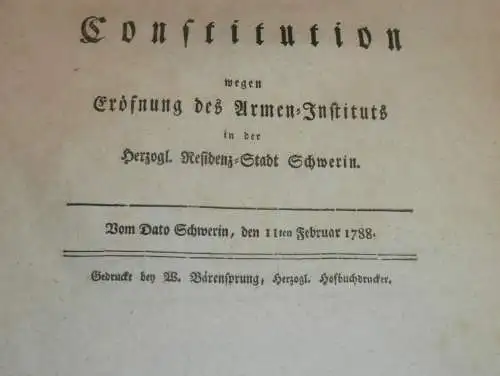 Constitution
wegen
Eröfnung des Armen-Instituts
in der
Herzogl. Residenz-Stadt Schwerin.
Vom Dato Schwerin, den 11ten Februar 1788.
Gedruckt bey W. Bärensprung, Herzogl. Hofbuchdrucker.